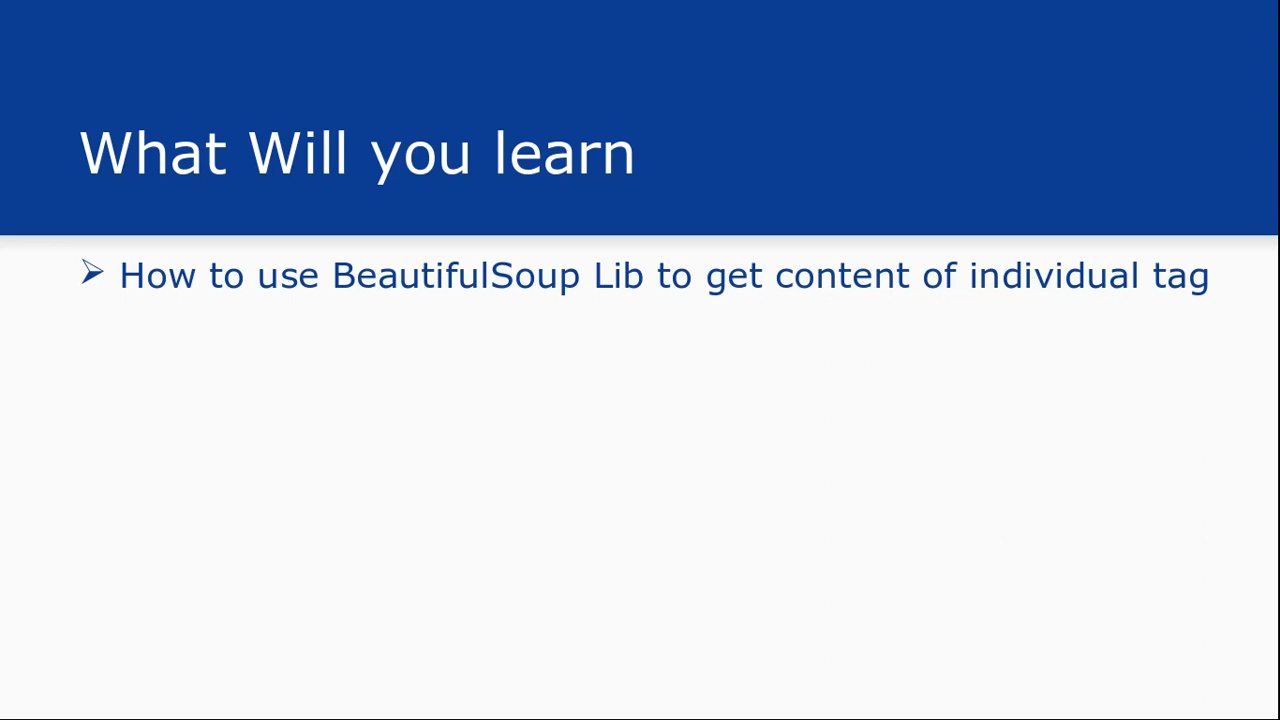 What Will you learn
How to use BeautifulSoup Lib to get content of individual tag